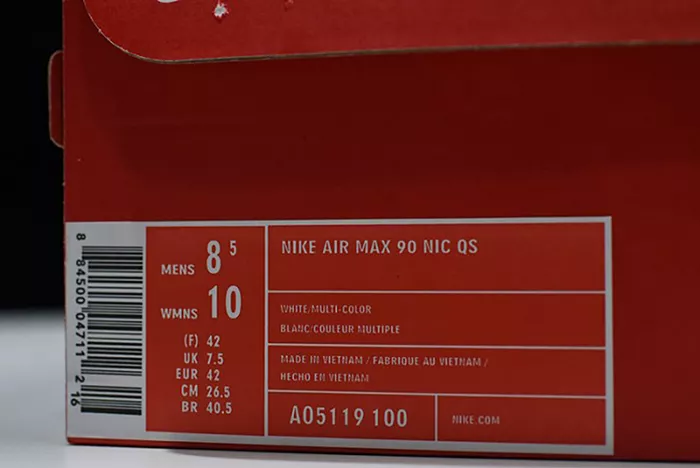 8 84500 04711 2 16
MENS 8 5
WMNS 10
(F) 42
UK 7.5
EUR 42
CM 26.5
BR 40.5
NIKE AIR MAX 90 NIC QS
WHITE/MULTI-COLOR
BLANC/COULEUR MULTIPLE
MADE IN VIETNAM / FABRIQUE AU VIETNAM /
HECHO EN VIETNAM
AO5119 100
NIKE.COM